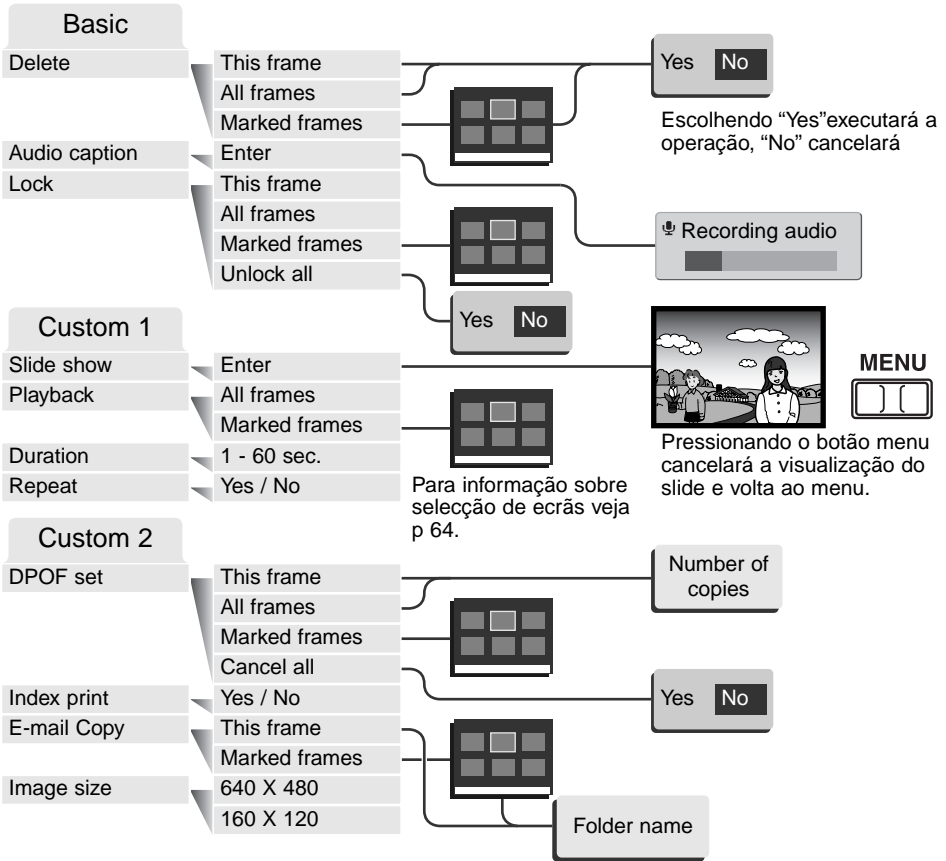 Basic
Delete
This frame
All frames
Marked frames
Yes No
Escolhendo “Yes”executará a
operação, “No” cancelará
Audio caption
Enter
Recording audio
Lock
This frame
All frames
Marked frames
Unlock all
Yes No
Custom 1
Slide show
Enter
MENU
Pressionando o botão menu
cancelará a visualização do
slide e volta ao menu.
Playback
All frames
Marked frames
Para informação sobre
selecção de ecrãs veja
p 64.
Duration
1 - 60 sec.
Repeat
Yes / No
Custom 2
DPOF set
This frame
All frames
Marked frames
Cancel all
Number of
copies
Yes No
Index print
Yes / No
E-mail Copy
This frame
Marked frames
Image size
640 X 480
160 X 120
Folder name